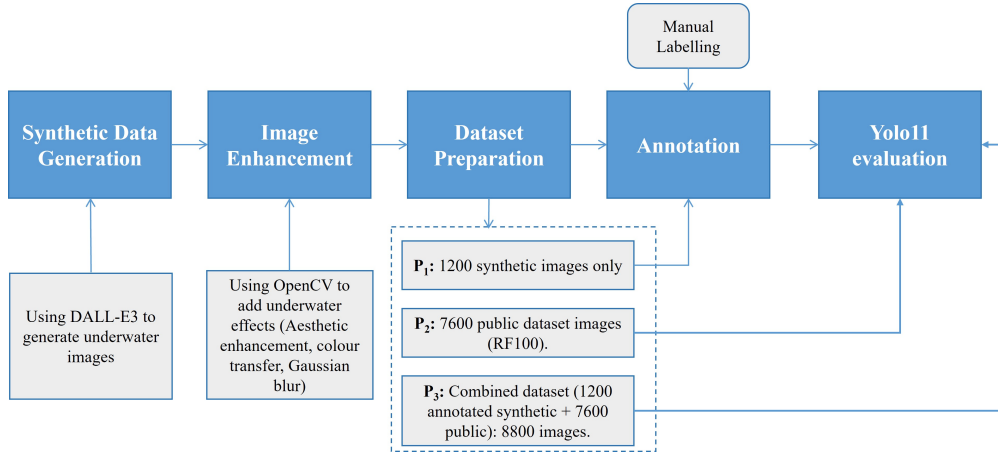 Manual
Labelling
Synthetic Data
Generation
Image
Enhancement
Dataset
Preparation
Annotation
Yolo11
evaluation
Using DALL-E3 to
generate underwater
images
Using OpenCV to
add underwater
effects (Aesthetic
enhancement, colour
transfer, Gaussian
blur)
P₁: 1200 synthetic images only
P₂: 7600 public dataset images
(RF100).
P₃: Combined dataset (1200
annotated synthetic + 7600
public): 8800 images.